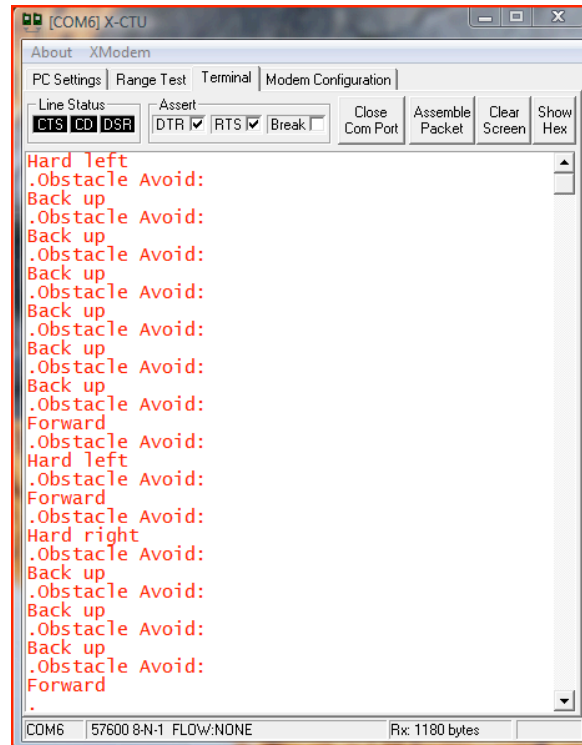 [COM6] X-CTU
About XModem
PC Settings Range Test Terminal Modem Configuration
Line Status Assert
CTS CD DSR DTR RTS Break
Close Com Port
Assemble Packet
Clear Screen
Show Hex
Hard left
.Obstacle Avoid:
Back up
.Obstacle Avoid:
Back up
.Obstacle Avoid:
Back up
.Obstacle Avoid:
Back up
.Obstacle Avoid:
Back up
.Obstacle Avoid:
Back up
.Obstacle Avoid:
Forward
.Obstacle Avoid:
Hard left
.Obstacle Avoid:
Forward
.Obstacle Avoid:
Hard right
.Obstacle Avoid:
Back up
.Obstacle Avoid:
Back up
.Obstacle Avoid:
Back up
.Obstacle Avoid:
Forward
.
COM6 57600 8-N-1 FLOW:NONE Rx: 1180 bytes